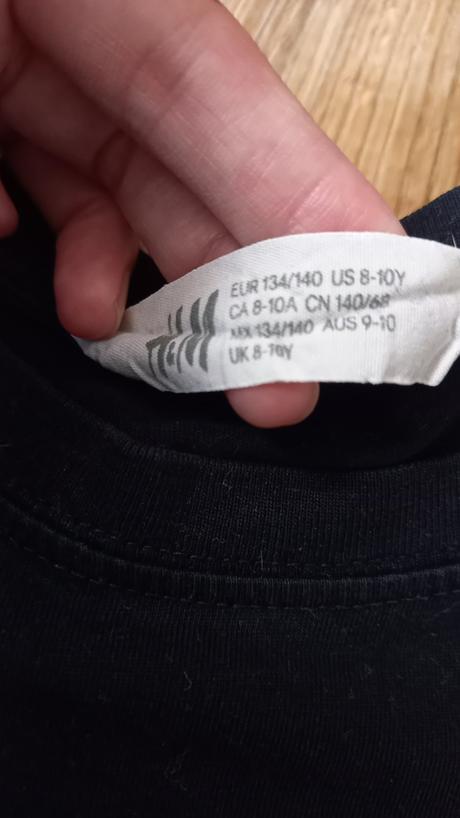 H&M
EUR 134/140 US 8-10Y
CA 8-10A CN 140/68
MX 134/140 AUS 9-10
UK 8-10Y